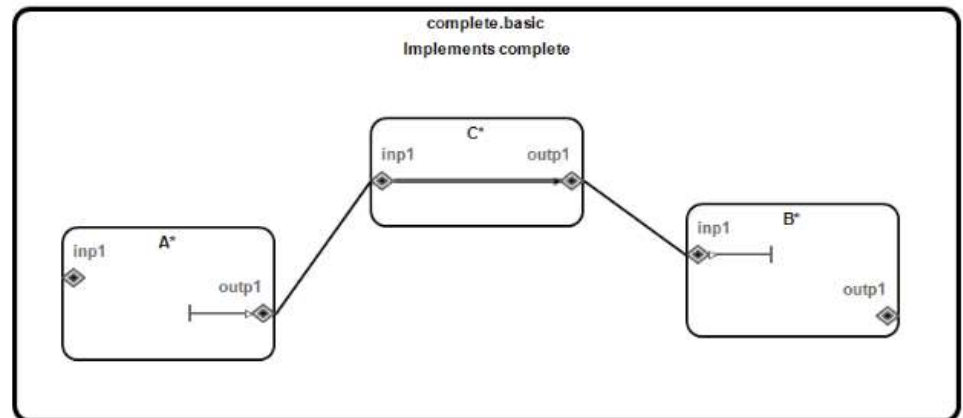 complete.basic
Implements complete
C*
inp1 outp1
A*
inp1
outp1
B*
inp1
outp1